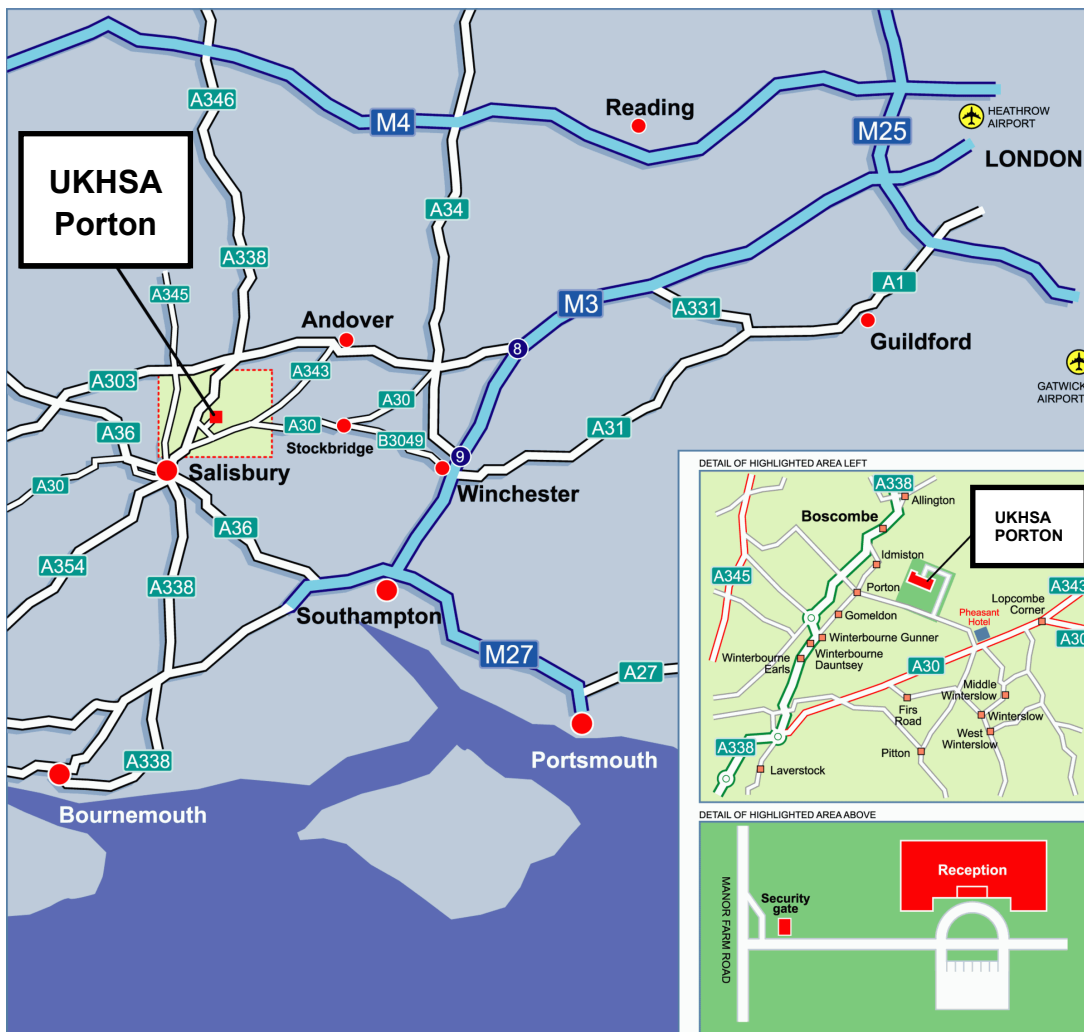 A346
M4
Reading
M25
HEATHROW
AIRPORT
LONDON
UKHSA
Porton
A34
A338
A345
M3
A331
A1
Guildford
Andover
8
GATWICK
AIRPORT
A303
A343
A30
A30
Stockbridge
B3049
A31
A36
9
Salisbury
Winchester
A30
A36
A354
A338
Southampton
M27
A27
Portsmouth
A338
Bournemouth
DETAIL OF HIGHLIGHTED AREA LEFT
A338
Allington
UKHSA
PORTON
Boscombe
Idmiston
A345
Porton
A343
Lopcombe
Corner
Gomeldon
Pheasant
Hotel
A30
Winterbourne Gunner
Winterbourne
Earls
Winterbourne
Dauntsey
A30
Middle
Winterslow
Firs
Road
Winterslow
West
Winterslow
A338
Pitton
Laverstock
DETAIL OF HIGHLIGHTED AREA ABOVE
MANOR FARM ROAD
Security
gate
Reception